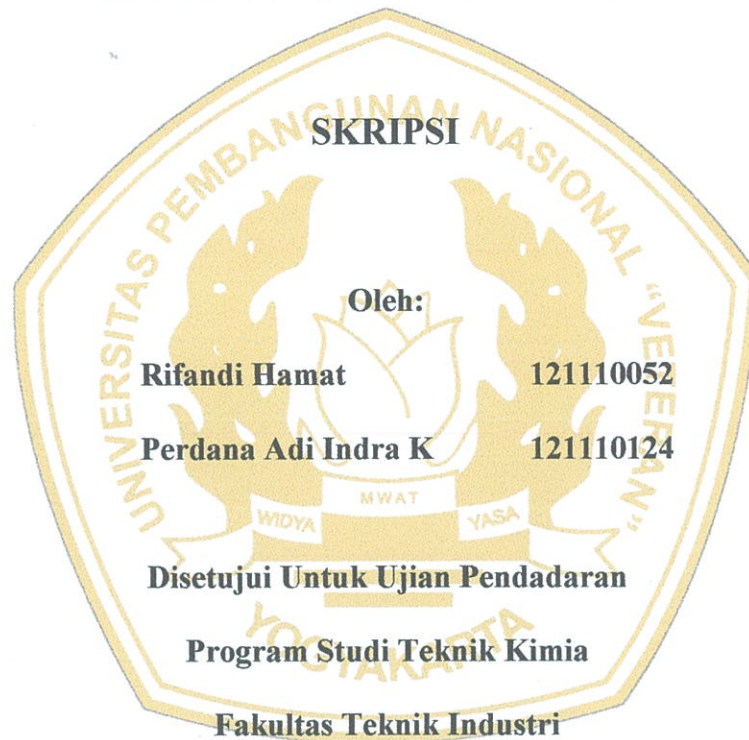 SKRIPSI
UNIVERSITAS PEMBANGUNAN NASIONAL "VETERAN"
Oleh:
Rifandi Hamat 121110052
Perdana Adi Indra K 121110124
WIDYA MWAT YASA
Disetujui Untuk Ujian Pendadaran
YOGYAKARTA
Program Studi Teknik Kimia
Fakultas Teknik Industri